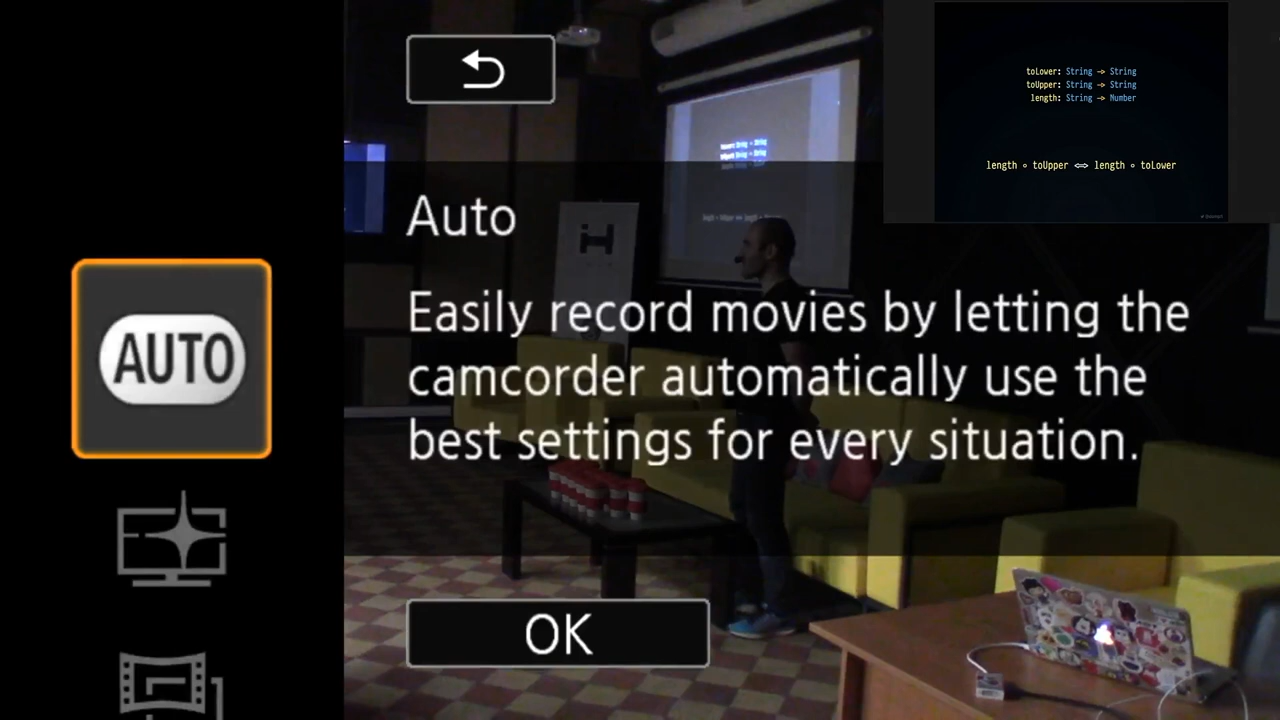 Auto
Easily record movies by letting the
camcorder automatically use the
best settings for every situation.
OK
AUTO
toLower: String -> String
toUpper: String -> String
length: String -> Number
length ∘ toUpper <=> length ∘ toLower